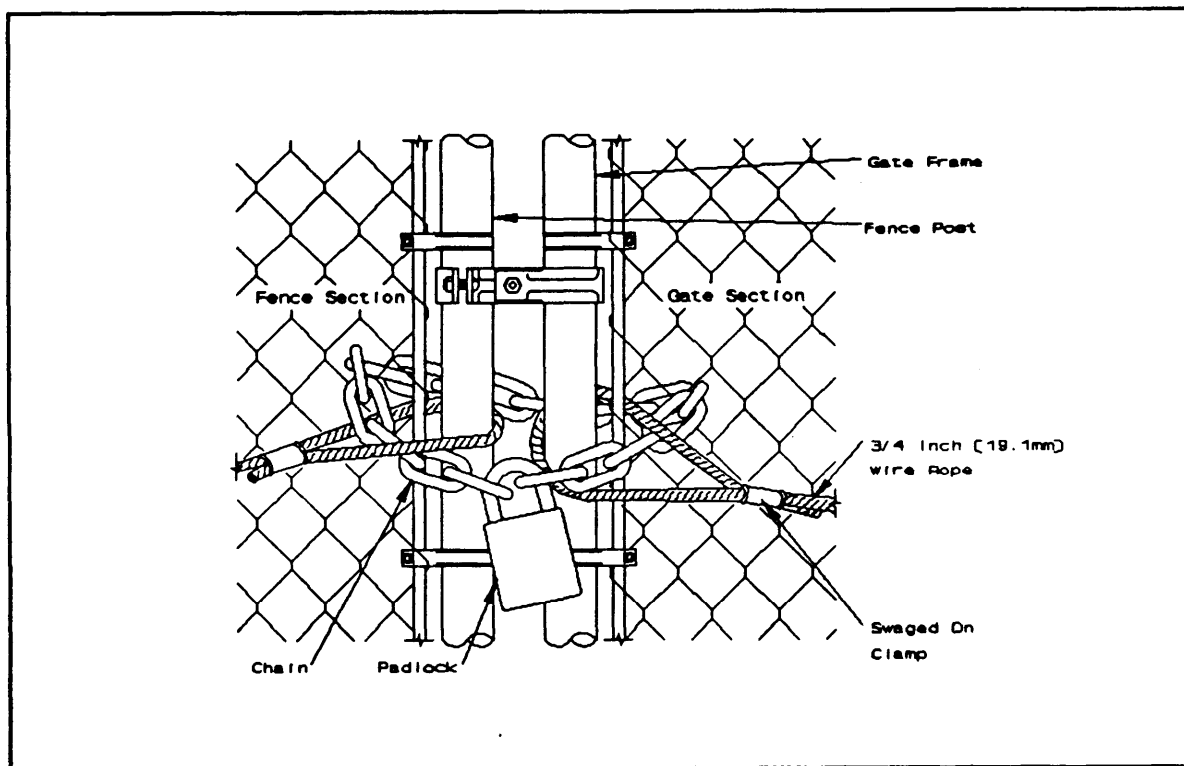 Gate Frame
Fence Post
Fence Section
Gate Section
3/4 Inch (19.1mm)
Wire Rope
Swaged On
Clamp
Chain
Padlock